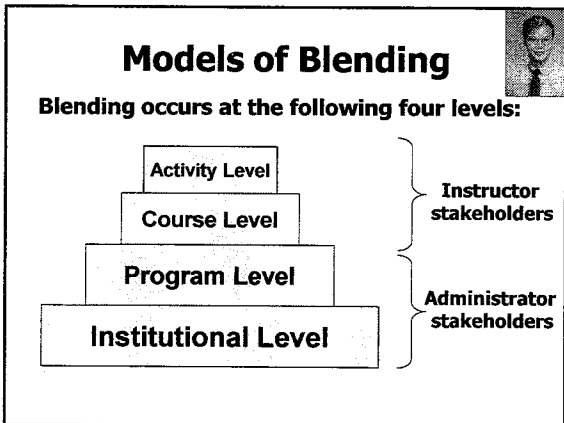 Models of Blending
Blending occurs at the following four levels:
Activity Level
Course Level
Program Level
Institutional Level
Instructor
stakeholders
Administrator
stakeholders